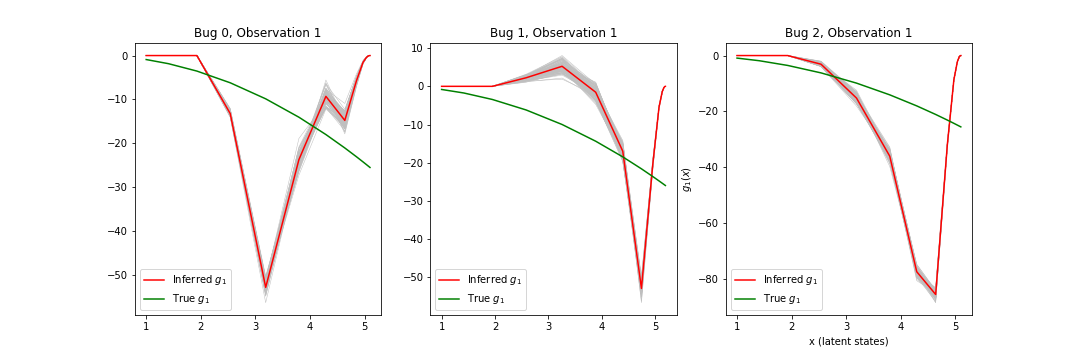 Bug 0, Observation 1
0
−10
−20
−30
−40
−50
1 2 3 4 5
Inferred g₁
True g₁
Bug 1, Observation 1
10
0
−10
−20
−30
−40
−50
1 2 3 4 5
Inferred g₁
True g₁
Bug 2, Observation 1
g₁(x)
0
−20
−40
−60
−80
1 2 3 4 5
x (latent states)
Inferred g₁
True g₁